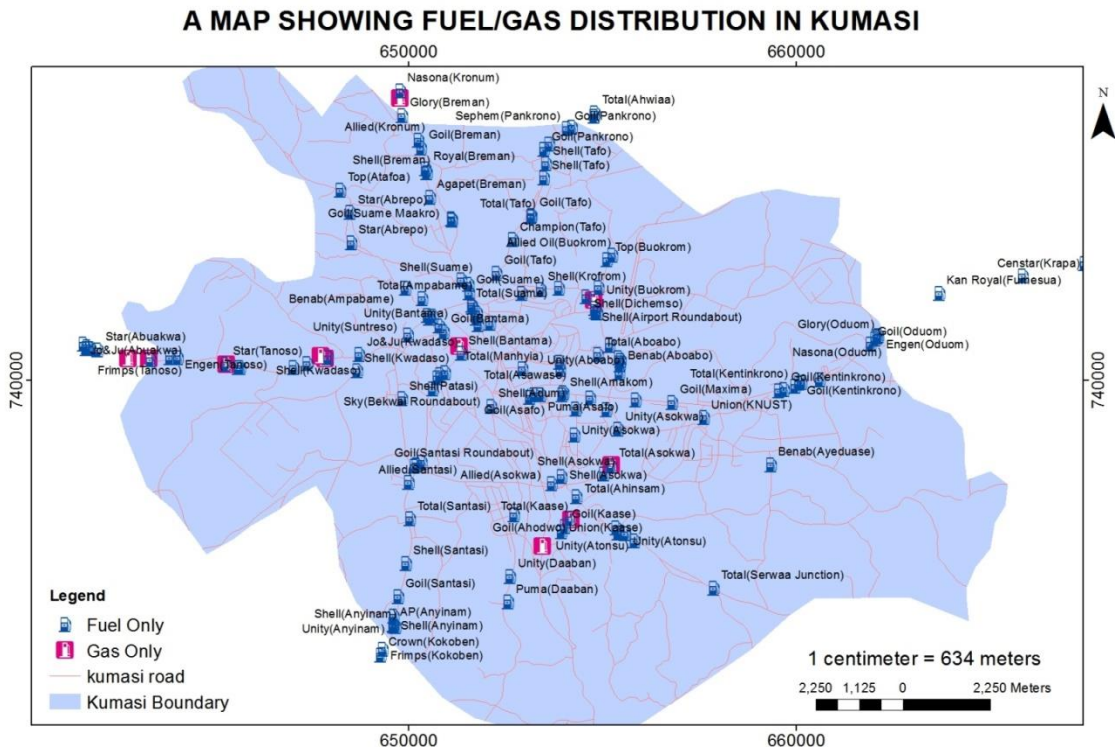 A MAP SHOWING FUEL/GAS DISTRIBUTION IN KUMASI
650000 660000
N
Nasona(Kronum)
Glory(Breman)
Total(Ahwiaa)
Sephem(Pankrono) Goil(Pankrono)
Allied(Kronum)
Goil(Breman)
Goil(Pankrono)
Shell(Breman)
Royal(Breman)
Shell(Tafo)
Shell(Tafo)
Top(Atafoa)
Agapet(Breman)
Star(Abrepo)
Total(Tafo)
Goil(Tafo)
Goil(Suame Maakro)
Champion(Tafo)
Star(Abrepo)
Allied Oil(Buokrom)
Top(Buokrom)
Goil(Tafo)
Censtar(Krapa)
Kan Royal(Fumesua)
Shell(Suame)
Goil(Suame)
Shell(Krofrom)
Total(Ampabame)
Total(Suame)
Unity(Buokrom)
Benab(Ampabame)
Shell(Dichemso)
Unity(Bantama)
Goil(Bantama)
Shell(Airport Roundabout)
Unity(Suntreso)
Glory(Oduom)
Goil(Oduom)
Star(Abuakwa)
Jo&Ju(Kwadaso)
Shell(Bantama)
Total(Aboabo)
Engen(Oduom)
Jo&Ju(Abuakwa)
Star(Tanoso)
Shell(Kwadaso)
Total(Manhyia)
Unity(Aboabo)
Benab(Aboabo)
Nasona(Oduom)
Frimps(Tanoso)
Engen(Tanoso)
Shell(Kwadaso)
Total(Asawase)
Shell(Amakom)
Total(Kentinkrono)
Goil(Kentinkrono)
740000
740000
Shell(Patasi)
Shell(Adum)
Goil(Maxima)
Goil(Kentinkrono)
Sky(Bekwai Roundabout)
Goil(Asafo)
Puma(Asafo)
Union(KNUST)
Unity(Asokwa)
Unity(Asokwa)
Goil(Santasi Roundabout)
Shell(Asokwa)
Total(Asokwa)
Benab(Ayeduase)
Allied(Santasi)
Allied(Asokwa)
Shell(Asokwa)
Total(Ahinsam)
Total(Santasi)
Total(Kaase)
Goil(Kaase)
Goil(Ahodwo)
Union(Kaase)
Unity(Atonsu)
Unity(Atonsu)
Shell(Santasi)
Unity(Daaban)
Total(Serwaa Junction)
Goil(Santasi)
Puma(Daaban)
Shell(Anyinam)
AP(Anyinam)
Unity(Anyinam)
Shell(Anyinam)
Crown(Kokoben)
Frimps(Kokoben)
Legend
Fuel Only
Gas Only
kumasi road
Kumasi Boundary
1 centimeter = 634 meters
2,250 1,125 0 2,250 Meters
650000 660000